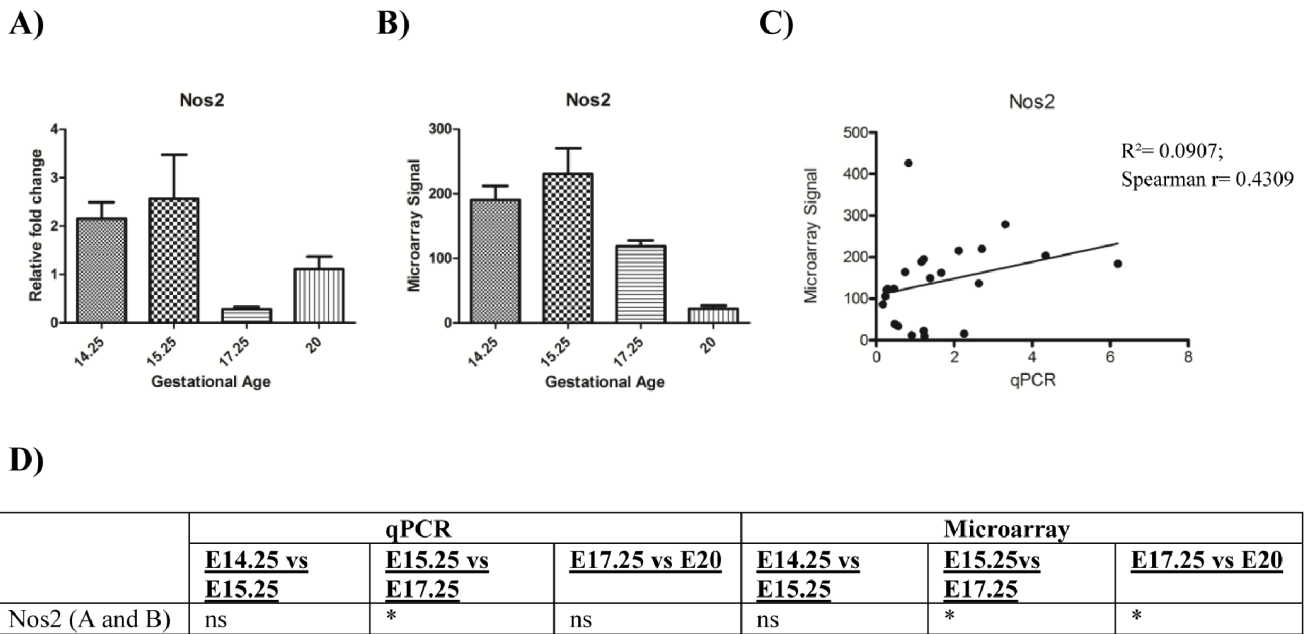 A)
B)
C)
Nos2
Relative fold change
4
3
2
1
0
14.25
15.25
17.25
20
Gestational Age
Nos2
Microarray Signal
300
200
100
0
14.25
15.25
17.25
20
Gestational Age
Nos2
Microarray Signal
500
400
300
200
100
0
0
2
4
6
8
qPCR
R²= 0.0907;
Spearman r= 0.4309
D)
qPCR
Microarray
E14.25 vs
E15.25
E15.25 vs
E17.25
E17.25 vs E20
E14.25 vs
E15.25
E15.25vs
E17.25
E17.25 vs E20
Nos2 (A and B)
ns
*
ns
ns
*
*